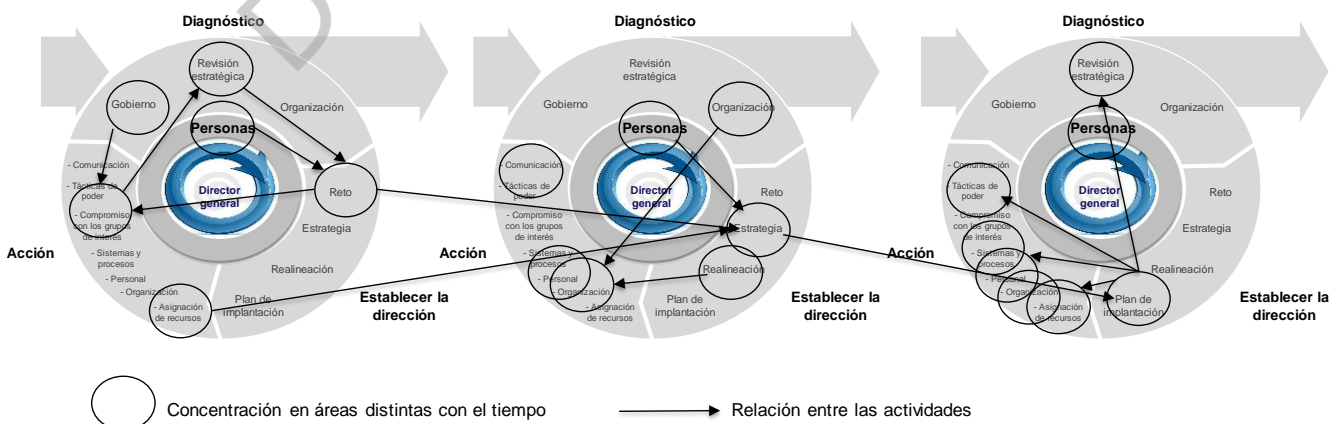 Diagnóstico
Revisión
estratégica
Gobierno
Organización
Personas
- Comunicación
- Tácticas de
poder
- Compromiso
con los grupos
de interés
- Sistemas y
procesos
- Personal
- Organización
- Asignación
de recursos
Director
general
Reto
Estrategia
Realineación
Plan de
implantación
Acción
Establecer la
dirección
Diagnóstico
Revisión
estratégica
Gobierno
Organización
Personas
- Comunicación
- Tácticas de
poder
- Compromiso
con los grupos
de interés
- Sistemas y
procesos
- Personal
- Organización
- Asignación
de recursos
Director
general
Reto
Estrategia
Realineación
Plan de
implantación
Acción
Establecer la
dirección
Diagnóstico
Revisión
estratégica
Gobierno
Organización
Personas
- Comunicación
- Tácticas de
poder
- Compromiso
con los grupos
de interés
- Sistemas y
procesos
- Personal
- Organización
- Asignación
de recursos
Director
general
Reto
Estrategia
Realineación
Plan de
implantación
Acción
Establecer la
dirección
Concentración en áreas distintas con el tiempo
Relación entre las actividades